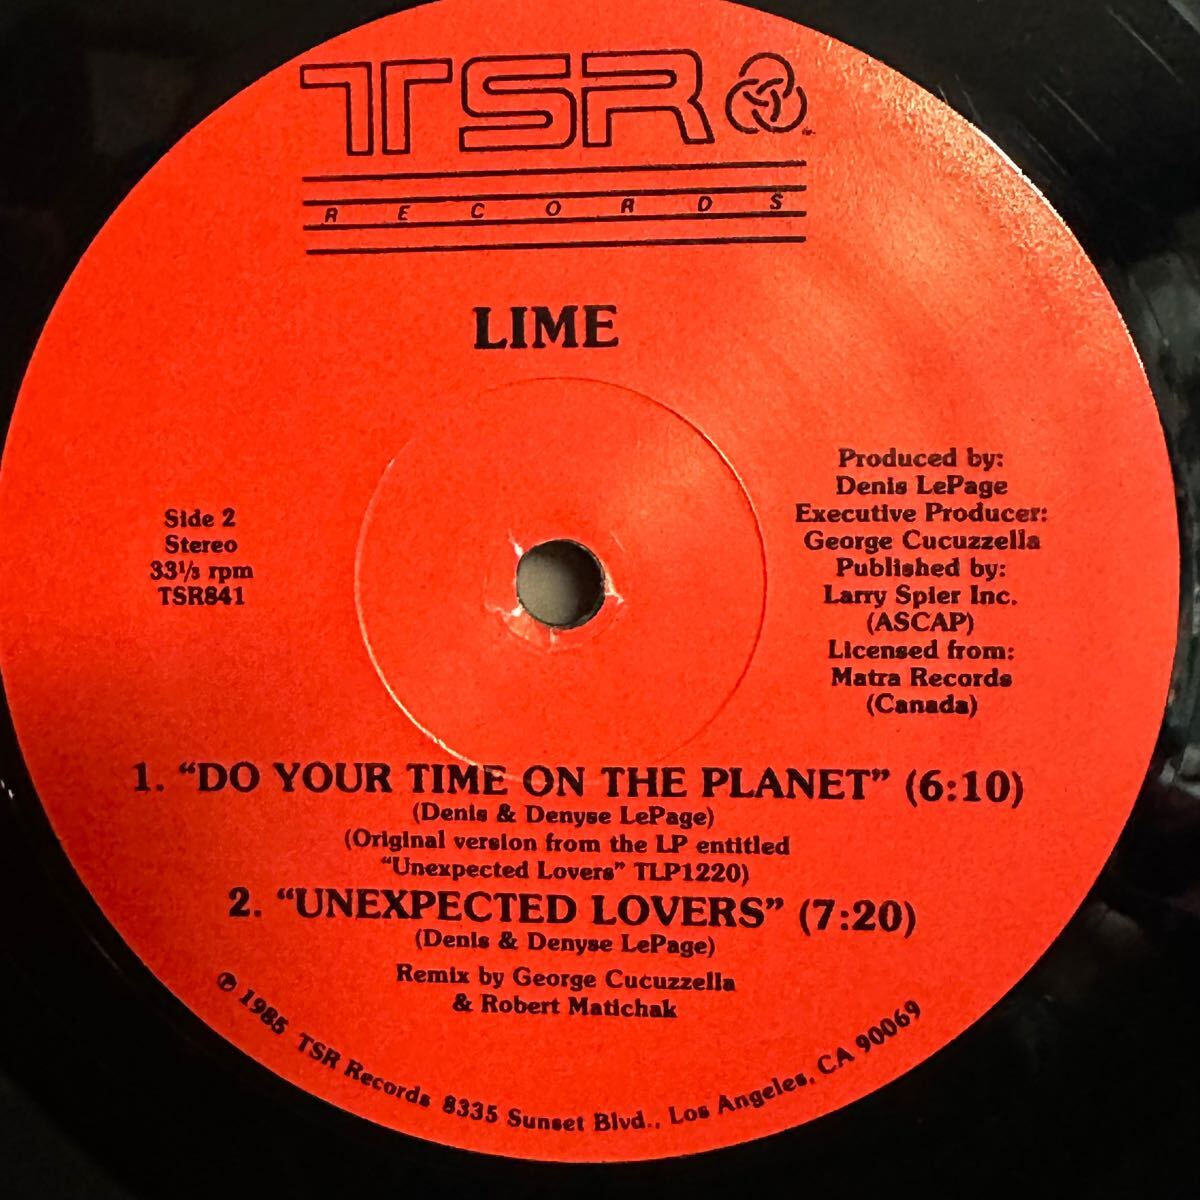 TSR
RECORDS
LIME
Side 2
Stereo
33⅓ rpm
TSR841
Produced by:
Denis LePage
Executive Producer:
George Cucuzzella
Published by:
Larry Spier Inc.
(ASCAP)
Licensed from:
Matra Records
(Canada)
1. “DO YOUR TIME ON THE PLANET” (6:10)
(Denis & Denyse LePage)
(Original version from the LP entitled
“Unexpected Lovers” TLP1220)
2. “UNEXPECTED LOVERS” (7:20)
(Denis & Denyse LePage)
Remix by George Cucuzzella
& Robert Matichak
℗ 1985 TSR Records 8335 Sunset Blvd., Los Angeles, CA 90069